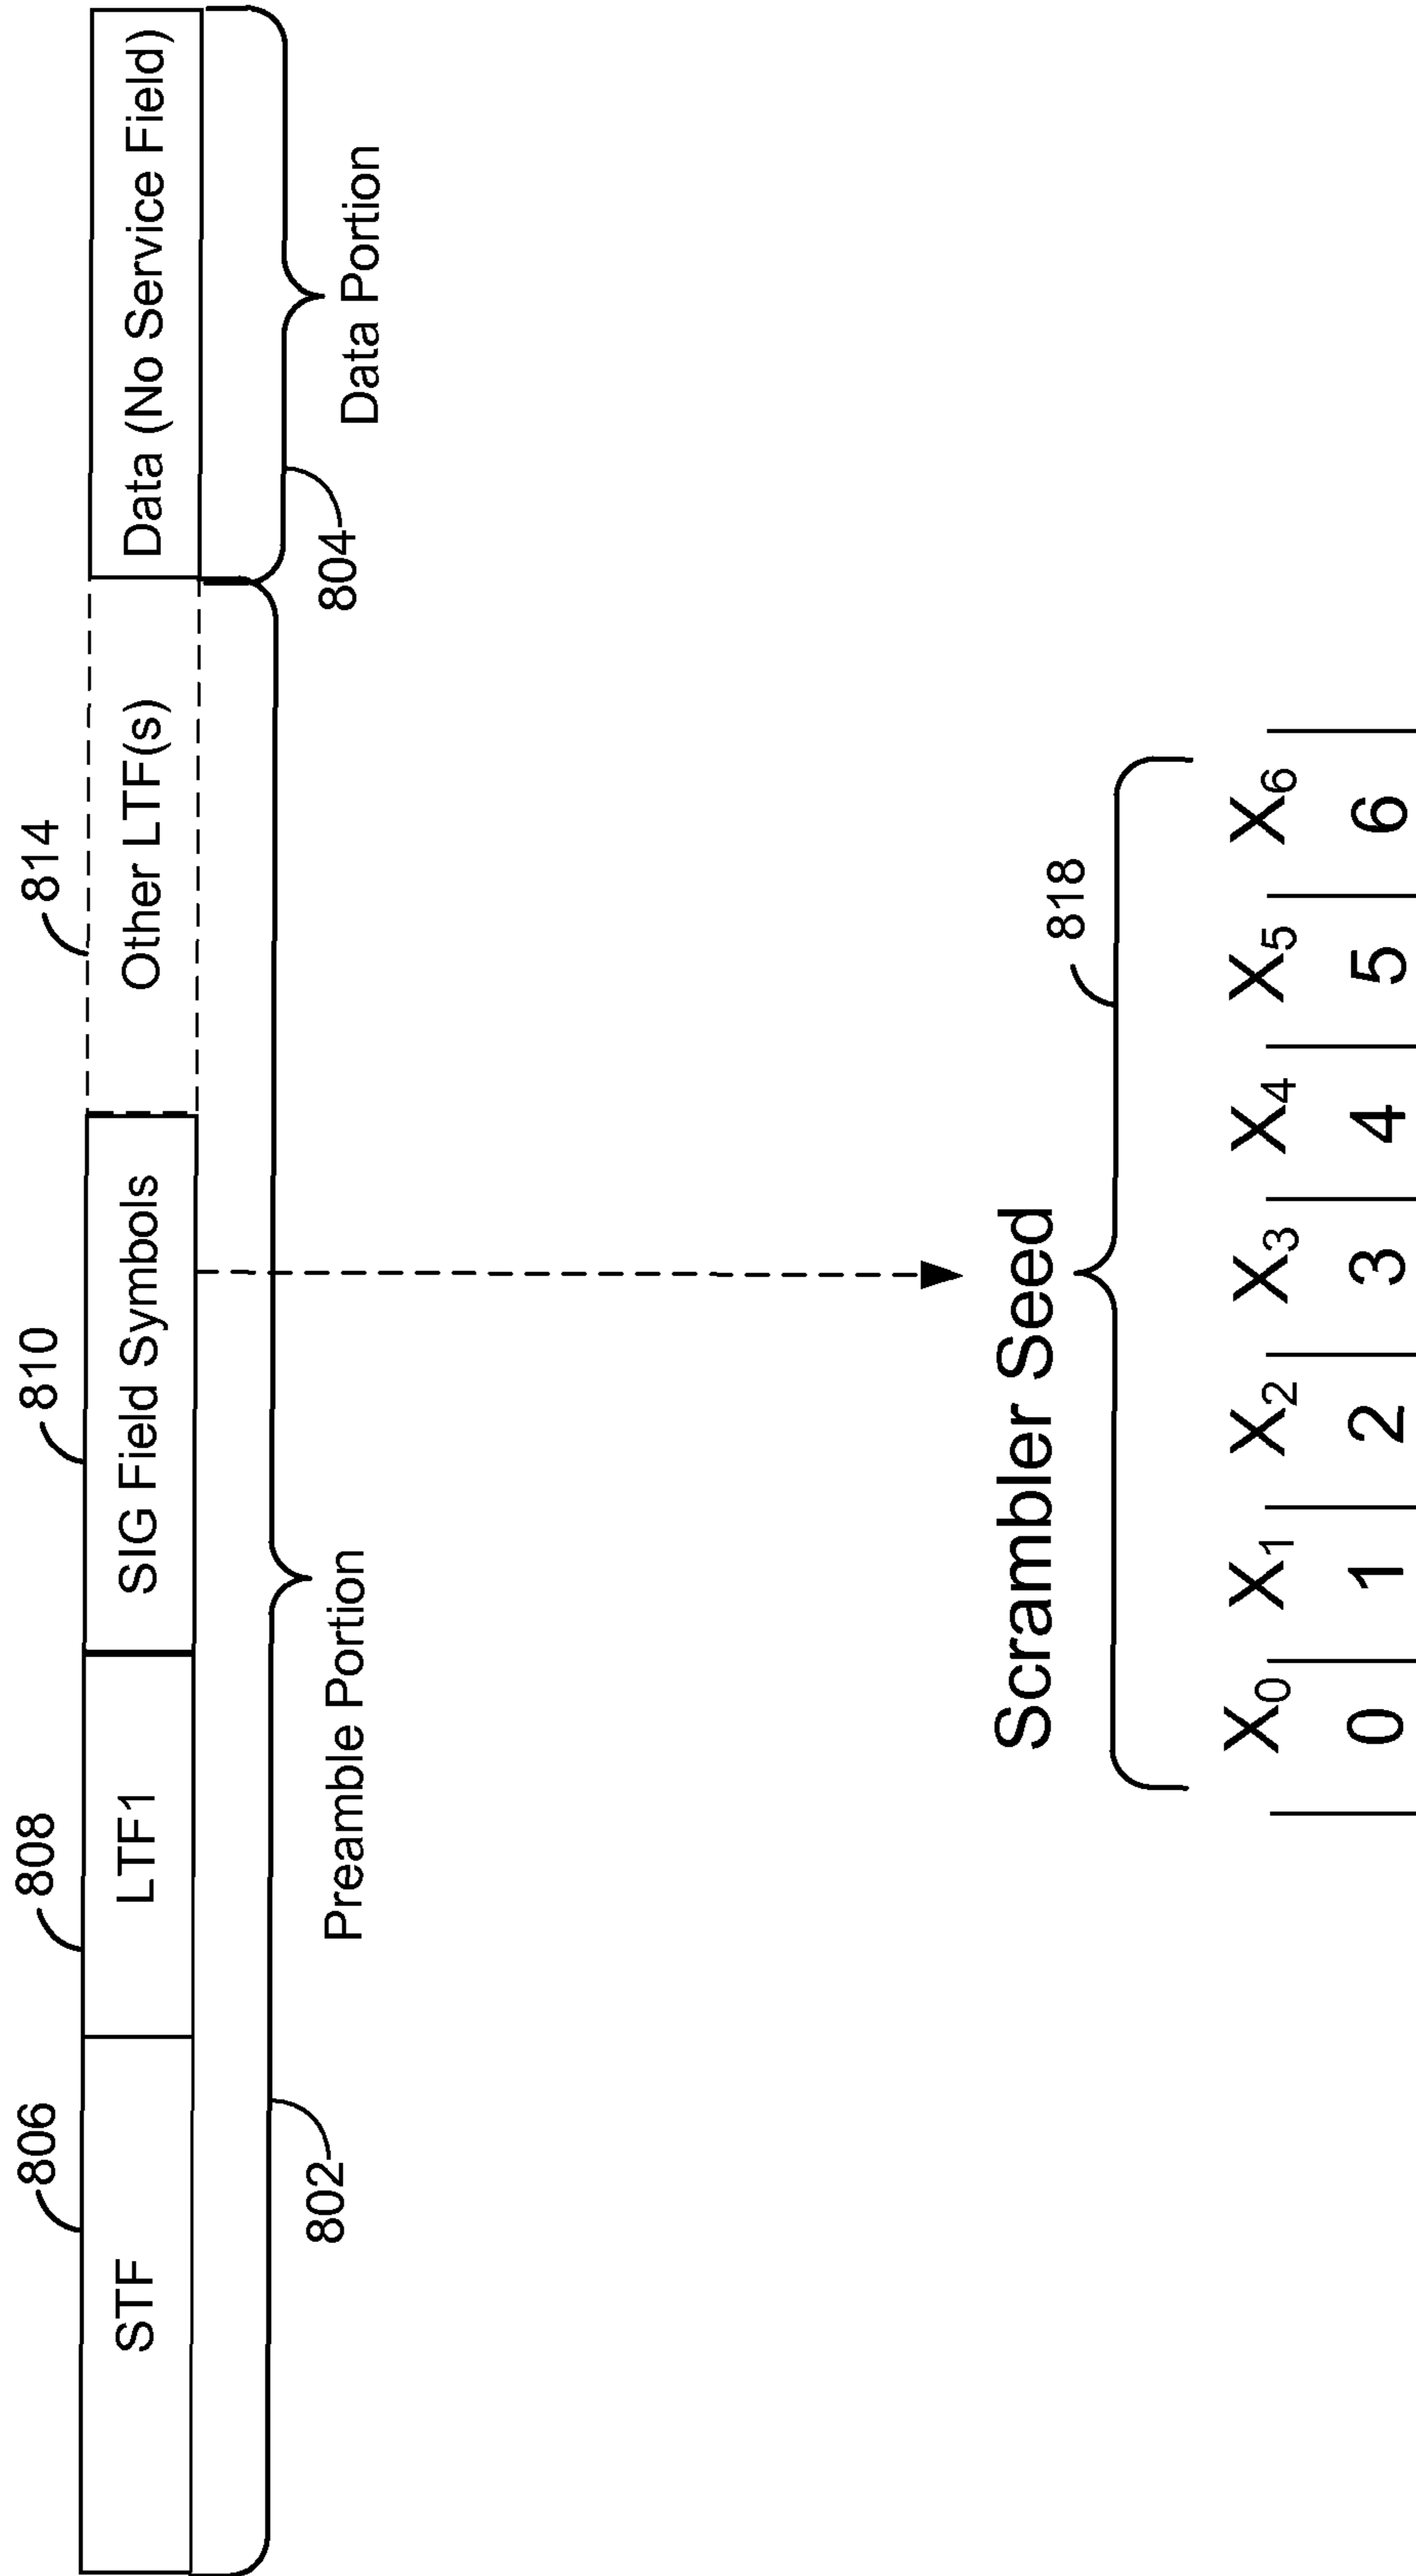 806
808
810
814
STF
LTF1
SIG Field Symbols
Other LTF(s)
Data (No Service Field)
802
804
Preamble Portion
Data Portion
Scrambler Seed
818
X0 X1 X2 X3 X4 X5 X6
0 1 2 3 4 5 6